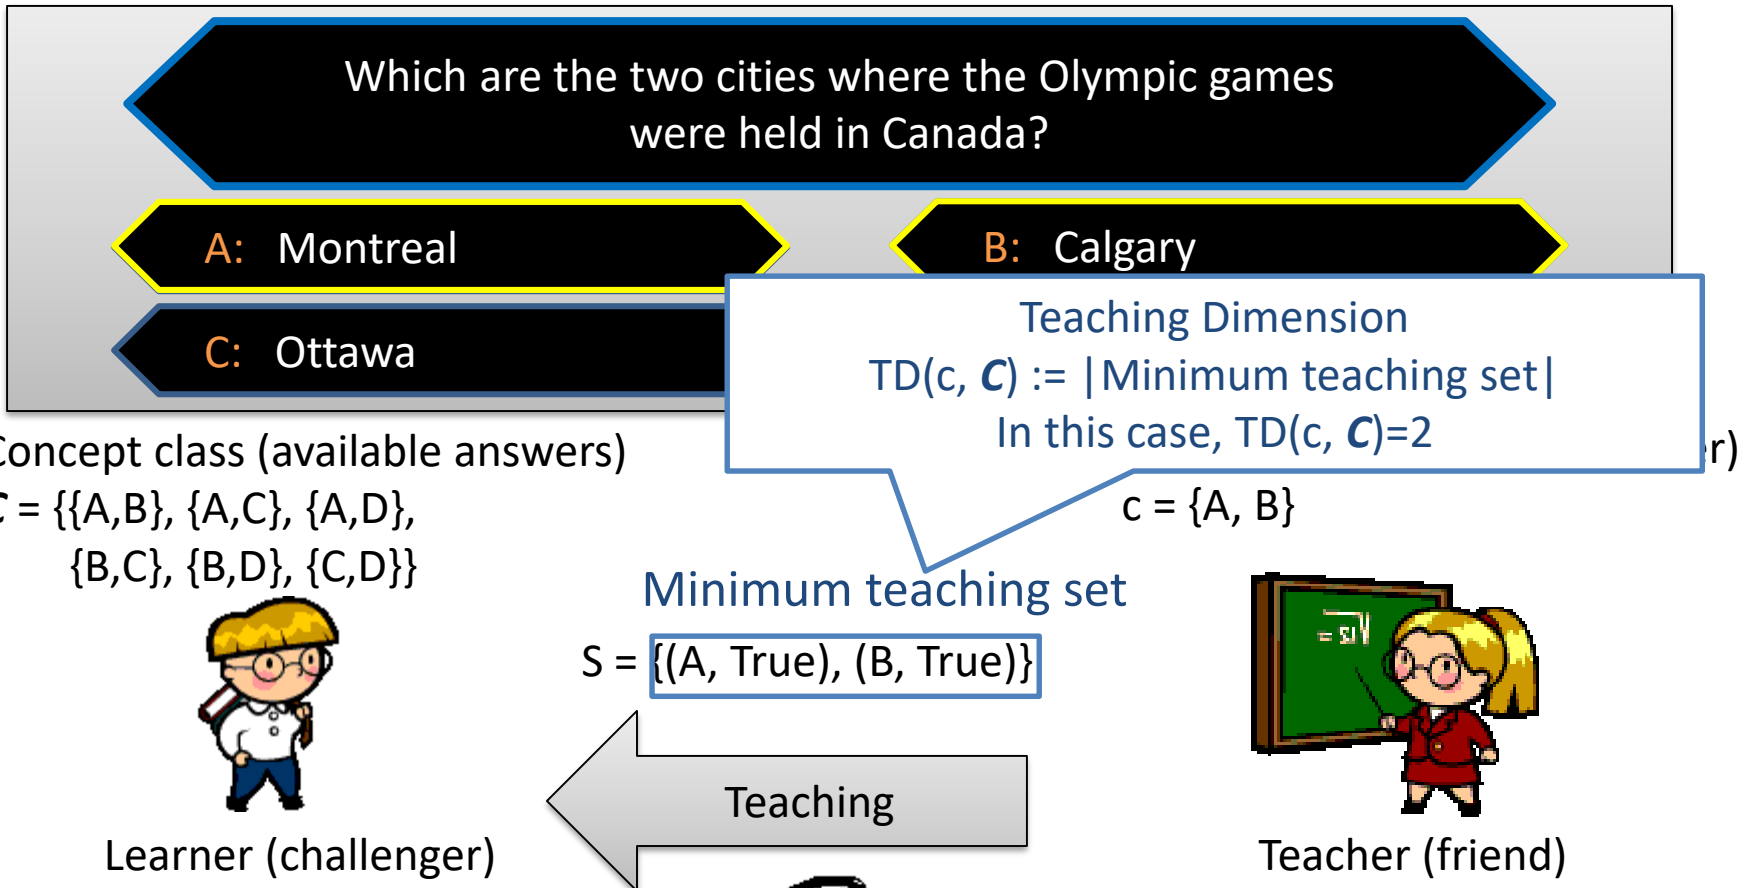 Which are the two cities where the Olympic games
were held in Canada?
A: Montreal
B: Calgary
C: Ottawa
Teaching Dimension
TD(c, C) := |Minimum teaching set|
In this case, TD(c, C)=2
Concept class (available answers)
r)
C = {{A,B}, {A,C}, {A,D},
{B,C}, {B,D}, {C,D}}
c = {A, B}
Minimum teaching set
S = {(A, True), (B, True)}
Teaching
Learner (challenger)
Teacher (friend)